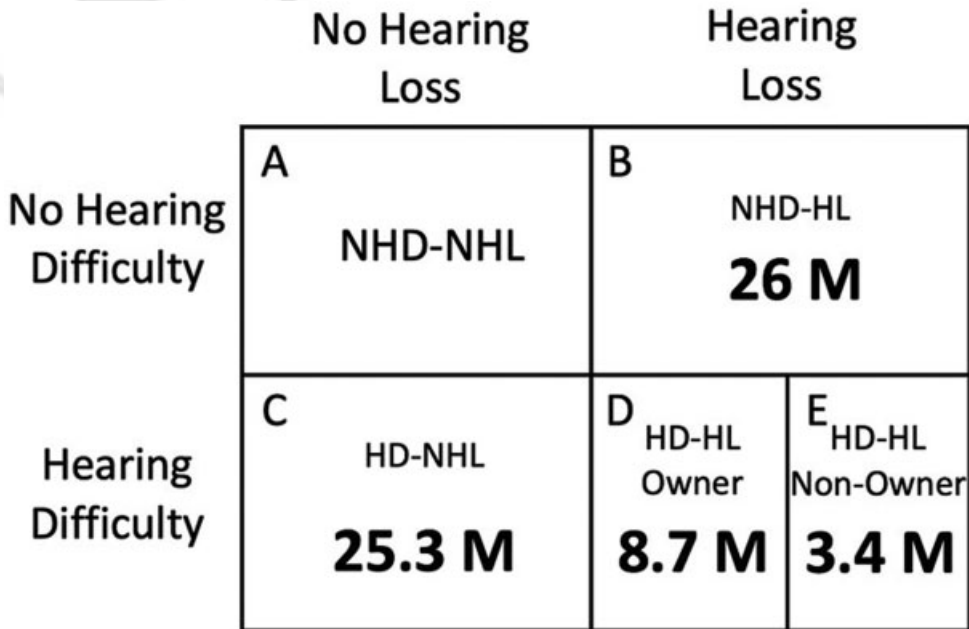 No Hearing
Loss
Hearing
Loss
No Hearing
Difficulty
A
NHD-NHL
B
NHD-HL
26 M
Hearing
Difficulty
C
HD-NHL
25.3 M
D
HD-HL
Owner
8.7 M
E
HD-HL
Non-Owner
3.4 M